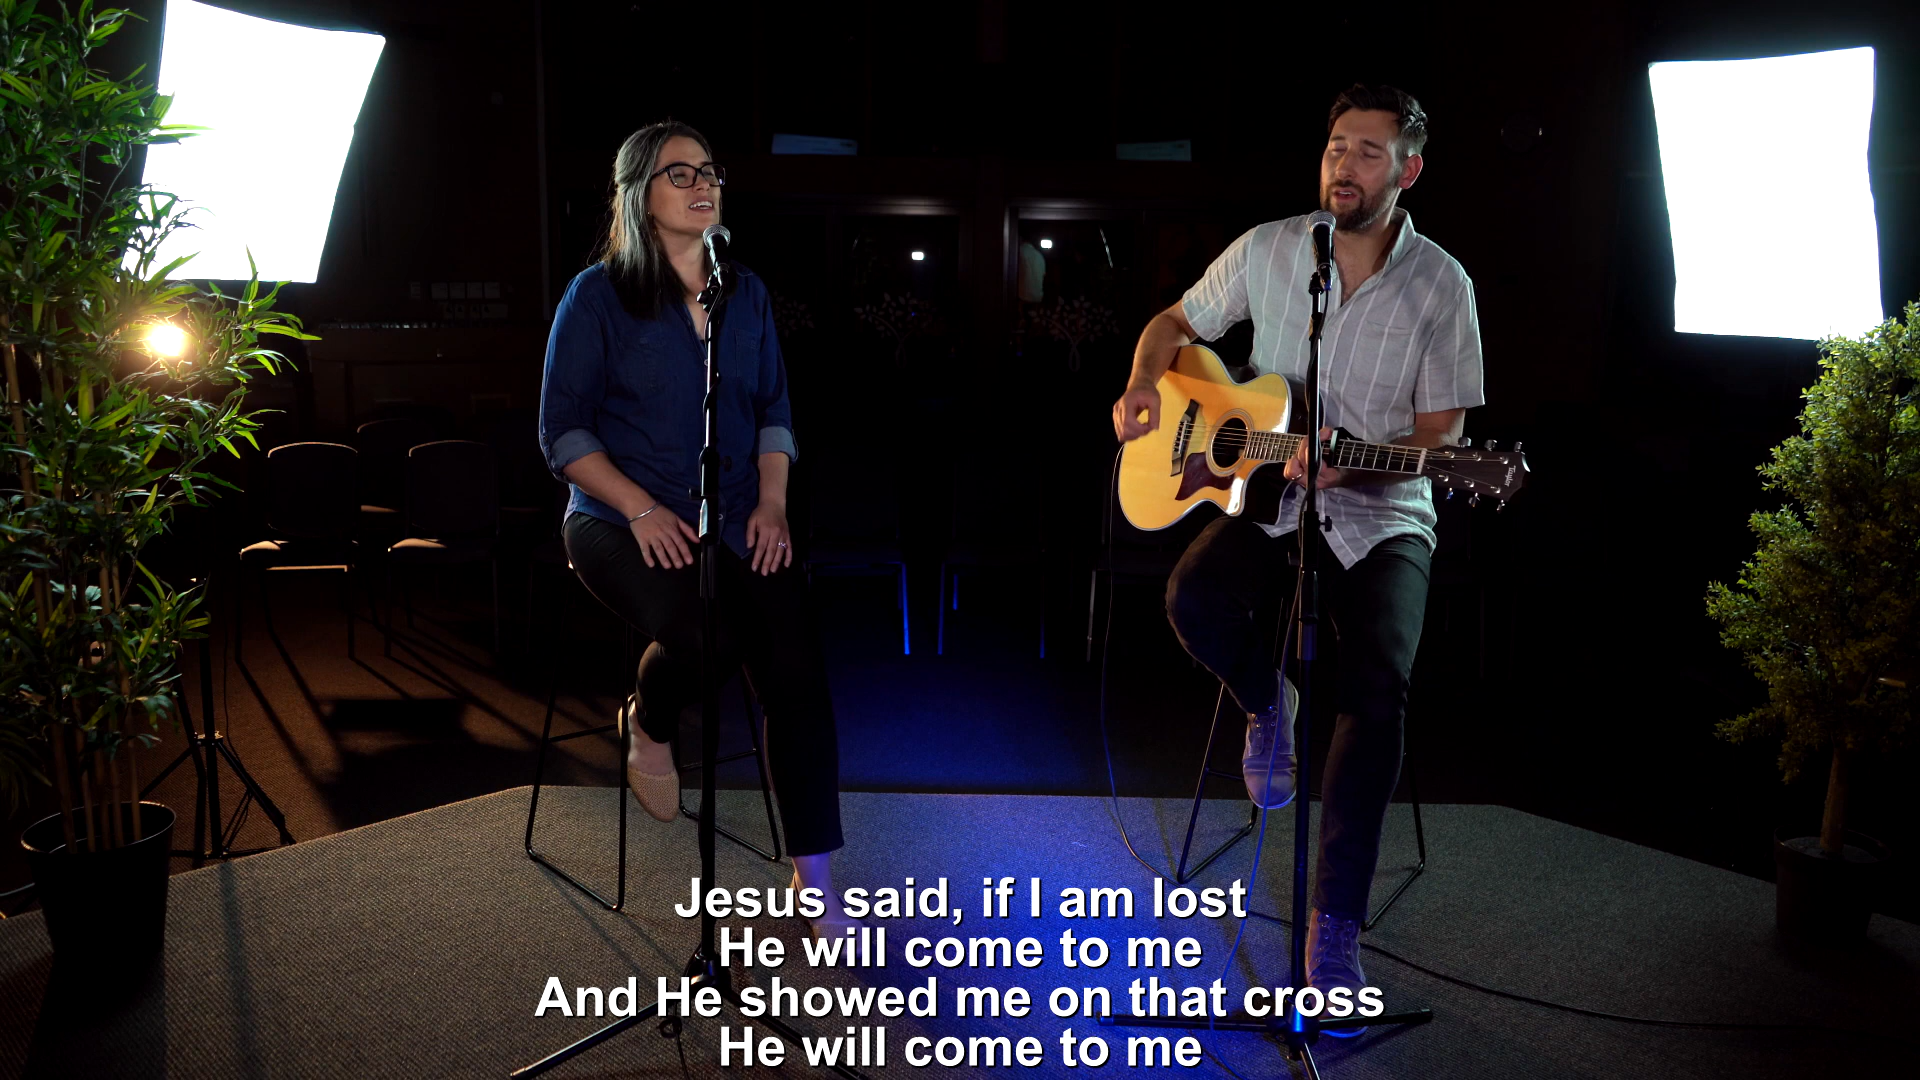 Jesus said, if I am lost
He will come to me
And He showed me on that cross
He will come to me
Taylor